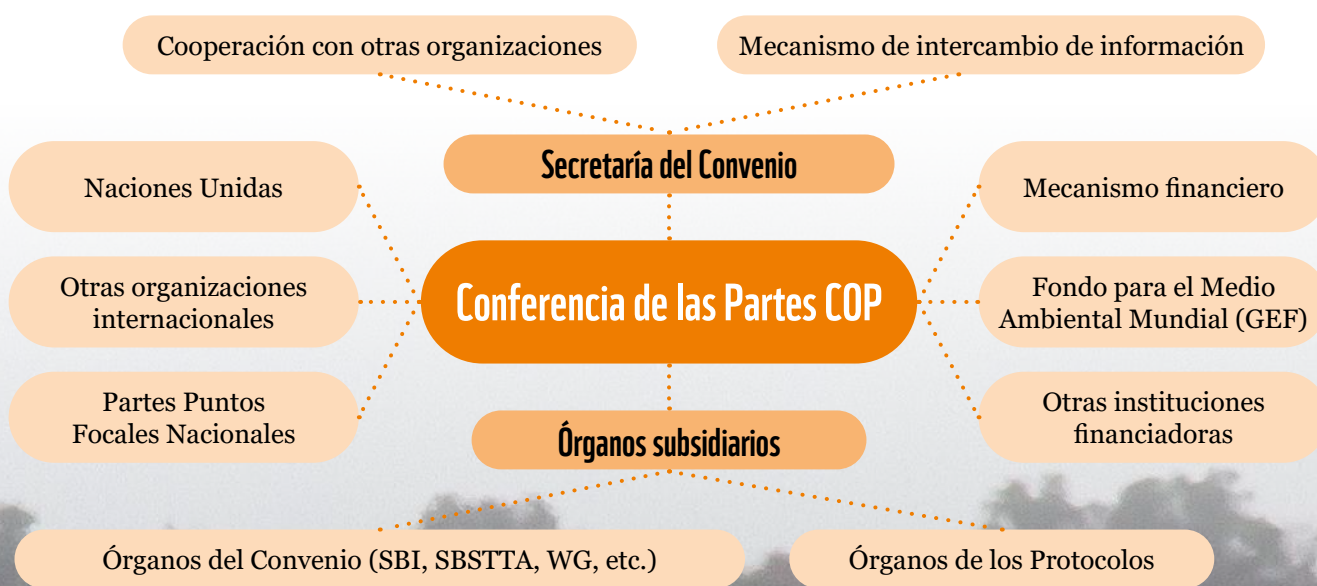 Cooperación con otras organizaciones
Mecanismo de intercambio de información
Secretaría del Convenio
Naciones Unidas
Mecanismo financiero
Otras organizaciones
internacionales
Conferencia de las Partes COP
Fondo para el Medio
Ambiental Mundial (GEF)
Partes Puntos
Focales Nacionales
Órganos subsidiarios
Otras instituciones
financiadoras
Órganos del Convenio (SBI, SBSTTA, WG, etc.)
Órganos de los Protocolos